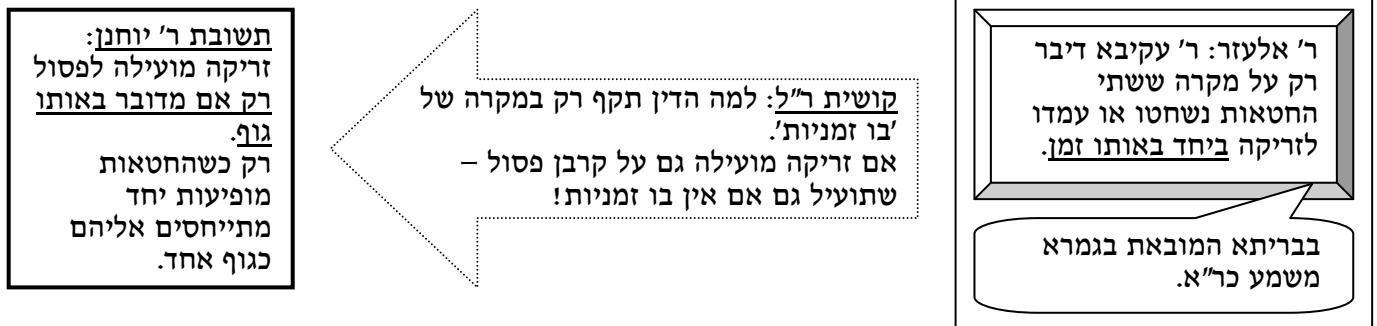 ר' אלעזר: ר' עקיבא דיבר
רק על מקרה ששתי
החטאות נשחטו או עמדו
לזריקה ביחד באותו זמן.
בבריתא המובאת בגמרא
משמע כר"א.
קושית ר"ל: למה הדין תקף רק במקרה של
'בו זמניות'.
אם זריקה מועילה גם על קרבן פסול –
שתועיל גם אם אין בו זמניות!
תשובת ר' יוחנן:
זריקה מועילה לפסול
רק אם מדובר באותו
גוף.
רק כשהחטאות
מופיעות יחד
מתייחסים אליהם
כגוף אחד.